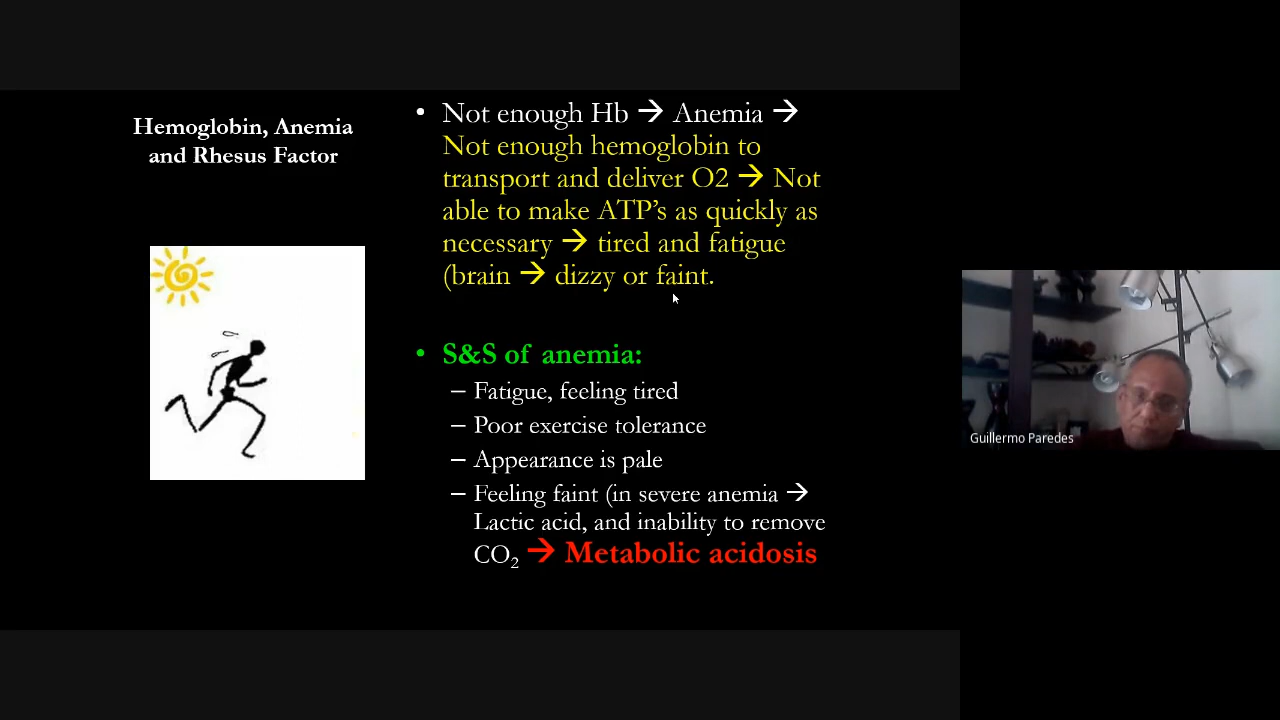 Hemoglobin, Anemia
and Rhesus Factor
• Not enough Hb → Anemia →
Not enough hemoglobin to
transport and deliver O2 → Not
able to make ATP’s as quickly as
necessary → tired and fatigue
(brain → dizzy or faint.
• S&S of anemia:
– Fatigue, feeling tired
– Poor exercise tolerance
– Appearance is pale
– Feeling faint (in severe anemia →
Lactic acid, and inability to remove
CO₂ → Metabolic acidosis
Guillermo Paredes